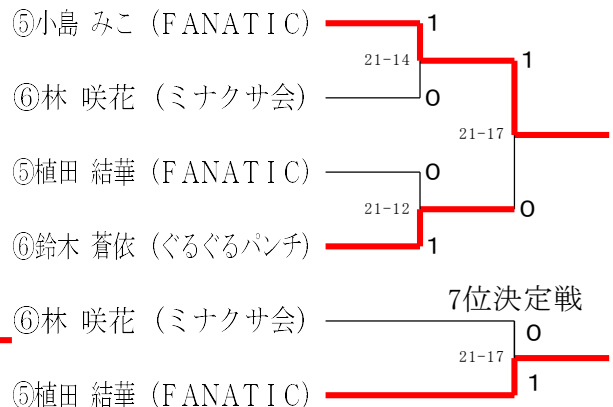 ⑤小島 みこ (FANATIC)
1
21-14
1
⑥林 咲花 (ミナクサ会)
0
21-17
⑤植田 結華 (FANATIC)
0
21-12
0
⑥鈴木 蒼依 (ぐるぐるパンチ)
1
7位決定戦
⑥林 咲花 (ミナクサ会)
0
21-17
⑤植田 結華 (FANATIC)
1